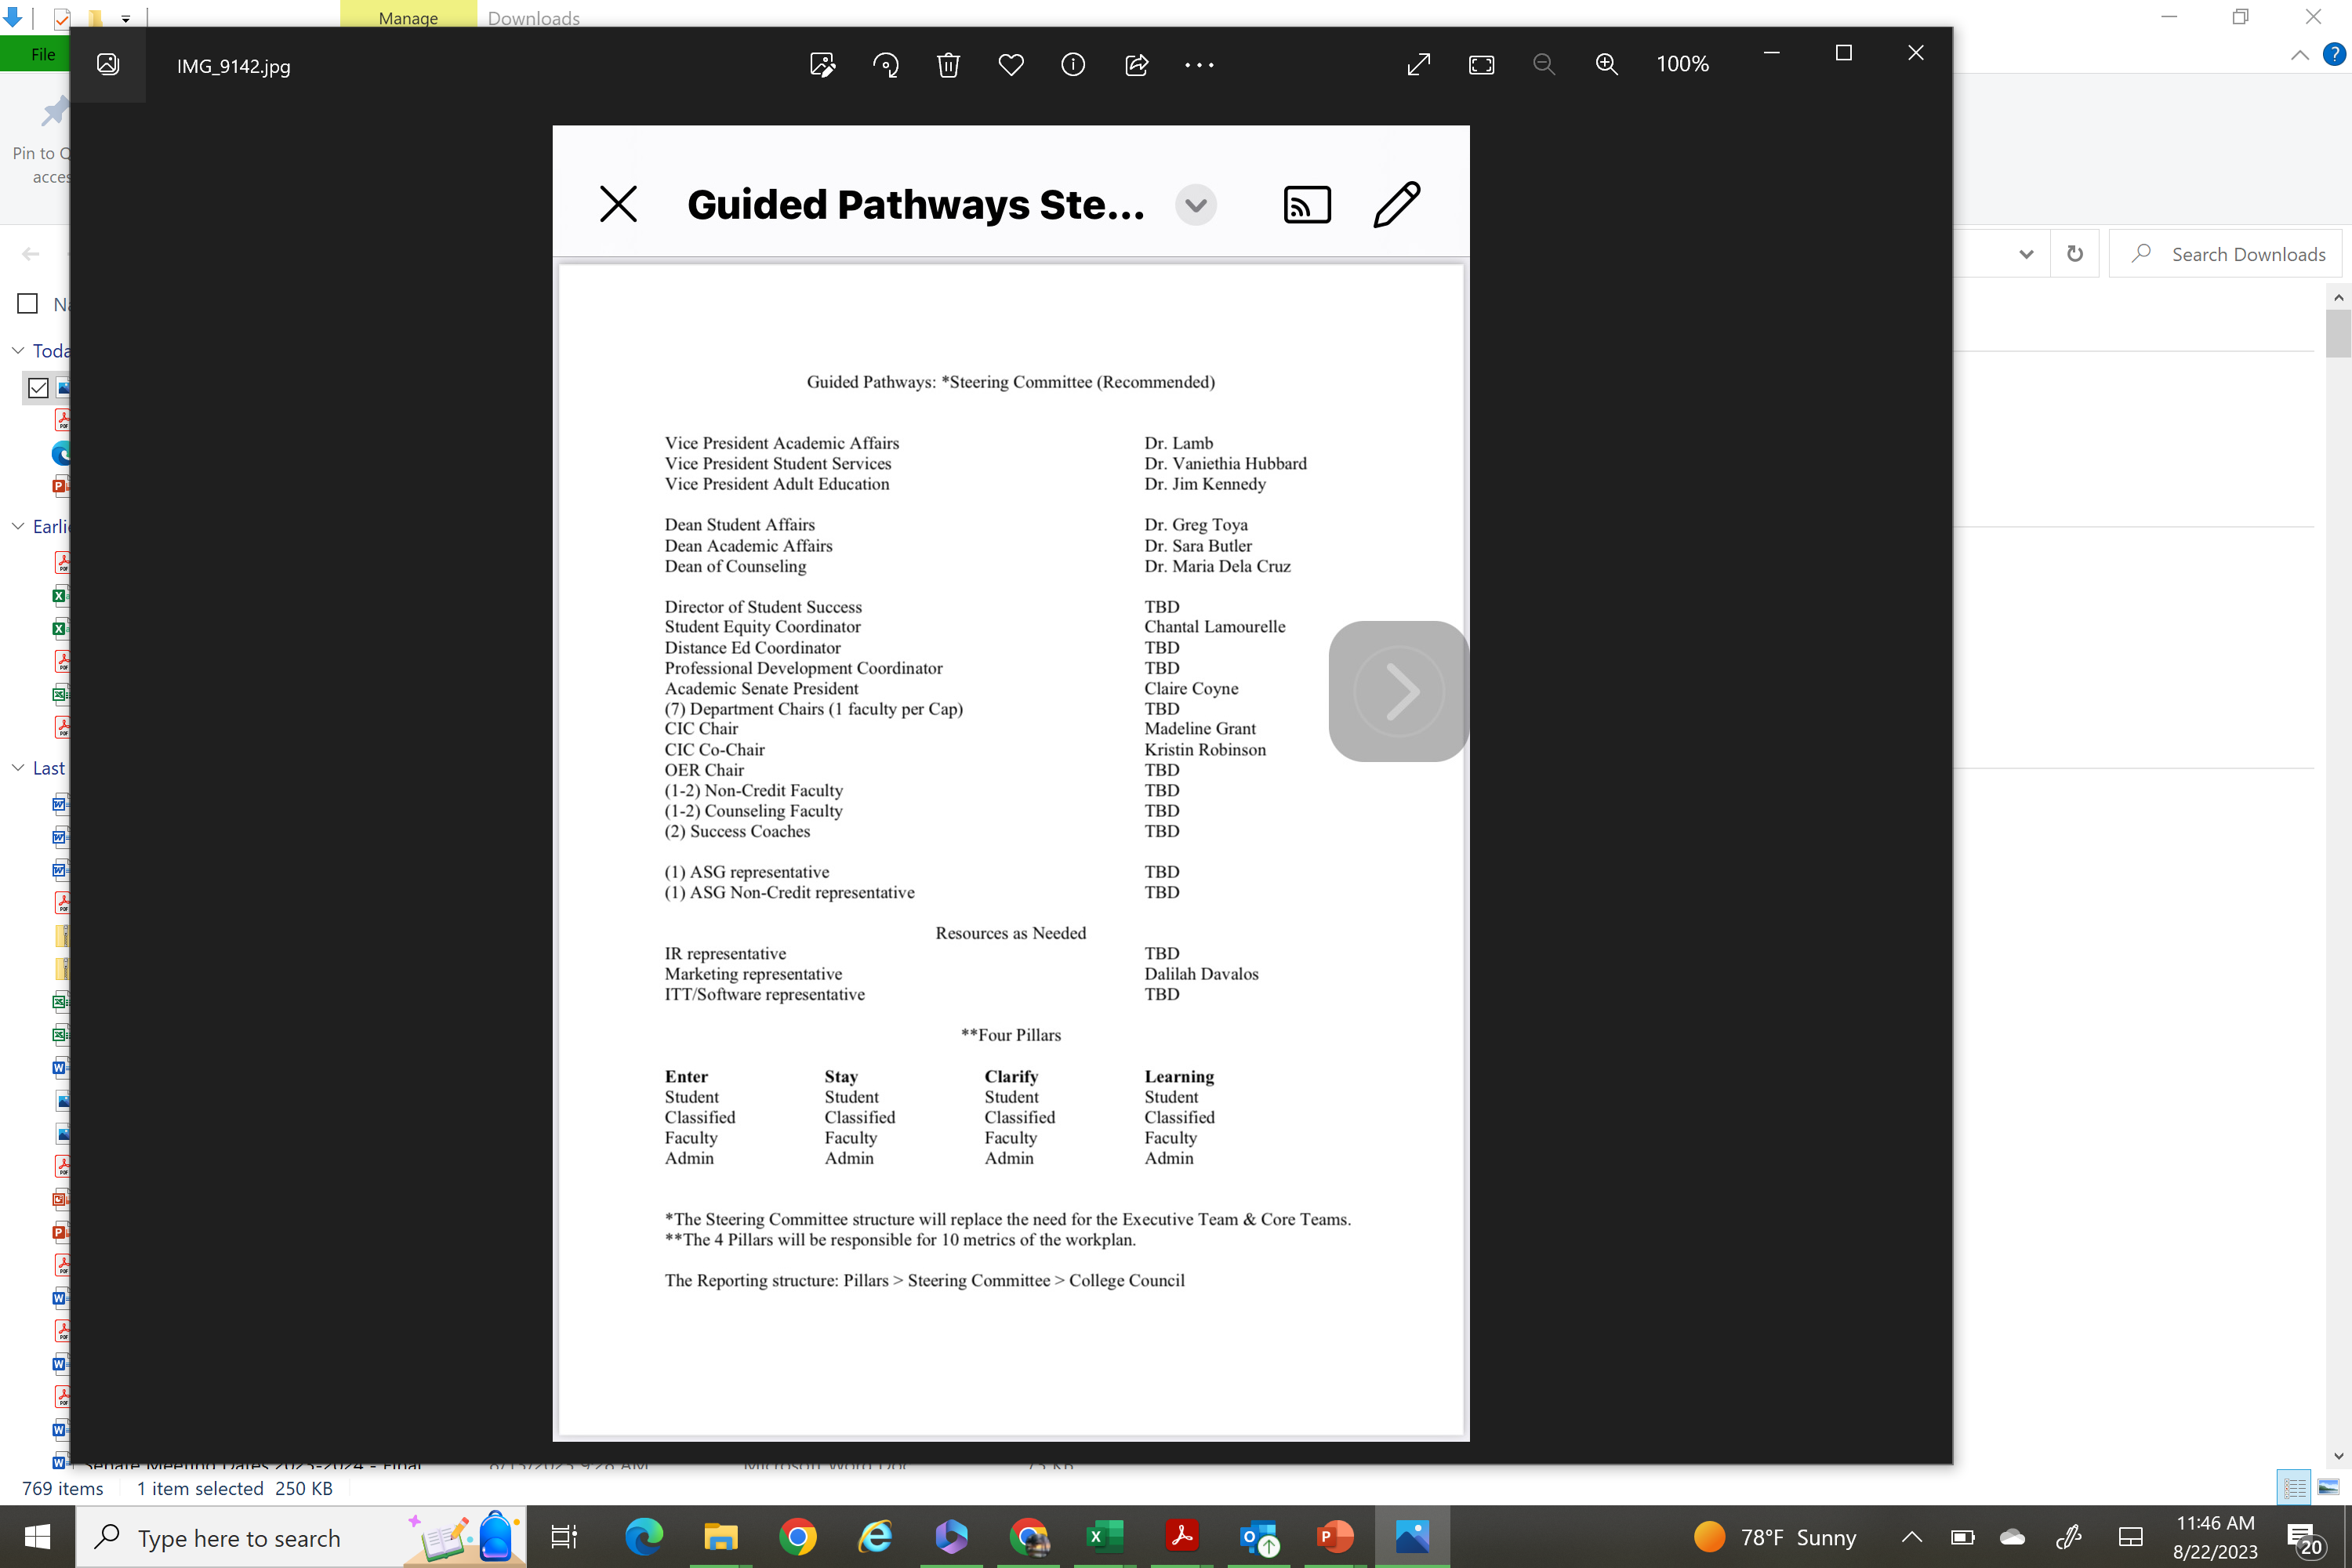 Manage Downloads
File
IMG_9142.jpg
100%
Pin to Q
acces
Search Downloads
Na
Toda
Earlie
Last
Guided Pathways Ste...
Guided Pathways: *Steering Committee (Recommended)
Vice President Academic Affairs Dr. Lamb
Vice President Student Services Dr. Vaniethia Hubbard
Vice President Adult Education Dr. Jim Kennedy
Dean Student Affairs Dr. Greg Toya
Dean Academic Affairs Dr. Sara Butler
Dean of Counseling Dr. Maria Dela Cruz
Director of Student Success TBD
Student Equity Coordinator Chantal Lamourelle
Distance Ed Coordinator TBD
Professional Development Coordinator TBD
Academic Senate President Claire Coyne
(7) Department Chairs (1 faculty per Cap) TBD
CIC Chair Madeline Grant
CIC Co-Chair Kristin Robinson
OER Chair TBD
(1-2) Non-Credit Faculty TBD
(1-2) Counseling Faculty TBD
(2) Success Coaches TBD
(1) ASG representative TBD
(1) ASG Non-Credit representative TBD
Resources as Needed
IR representative TBD
Marketing representative Dalilah Davalos
ITT/Software representative TBD
**Four Pillars
Enter Stay Clarify Learning
Student Student Student Student
Classified Classified Classified Classified
Faculty Faculty Faculty Faculty
Admin Admin Admin Admin
*The Steering Committee structure will replace the need for the Executive Team & Core Teams.
**The 4 Pillars will be responsible for 10 metrics of the workplan.
The Reporting structure: Pillars > Steering Committee > College Council
769 items 1 item selected 250 KB
Type here to search
78°F Sunny
11:46 AM
8/22/2023
20